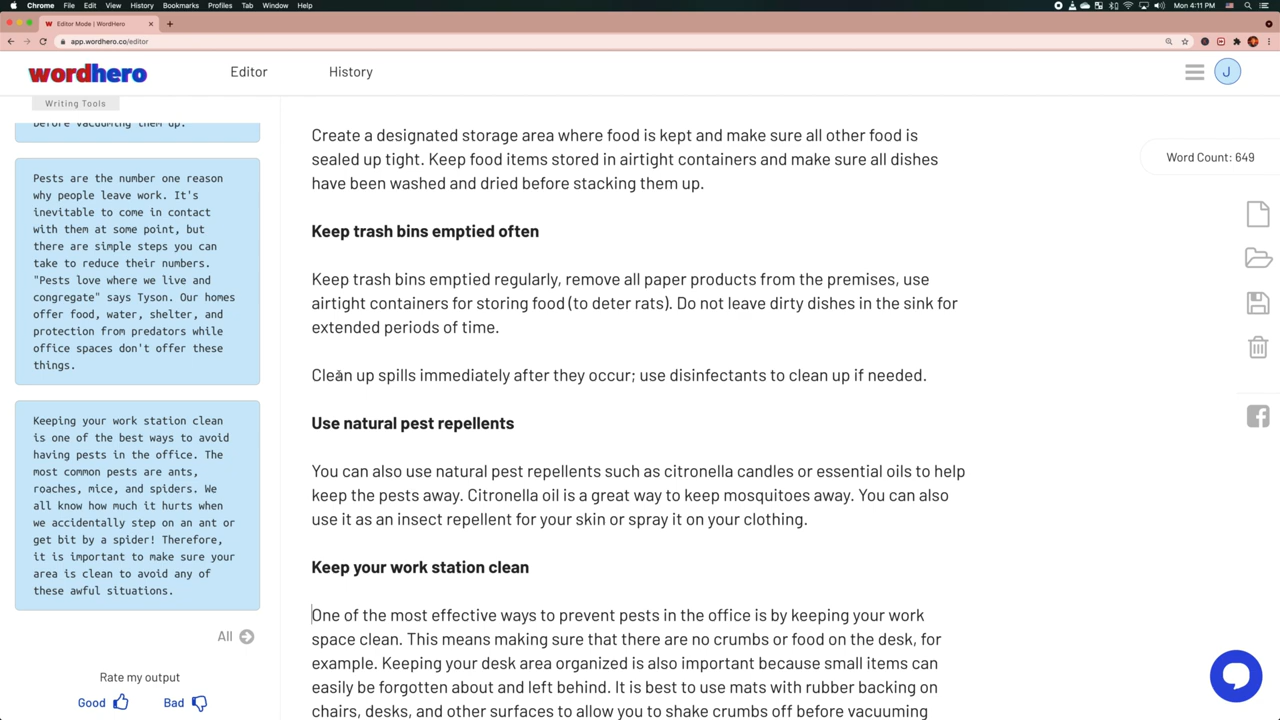 Chrome File Edit View History Bookmarks Profiles Tab Window Help
Mon 4:11 PM
Editor Mode | WordHero
app.wordhero.co/editor
wordhero
Editor
History
J
Writing Tools
before vacuuming them up.
Pests are the number one reason
why people leave work. It's
inevitable to come in contact
with them at some point, but
there are simple steps you can
take to reduce their numbers.
"Pests love where we live and
congregate" says Tyson. Our homes
offer food, water, shelter, and
protection from predators while
office spaces don't offer these
things.
Keeping your work station clean
is one of the best ways to avoid
having pests in the office. The
most common pests are ants,
roaches, mice, and spiders. We
all know how much it hurts when
we accidentally step on an ant or
get bit by a spider! Therefore,
it is important to make sure your
area is clean to avoid any of
these awful situations.
All
Rate my output
Good
Bad
Create a designated storage area where food is kept and make sure all other food is
sealed up tight. Keep food items stored in airtight containers and make sure all dishes
have been washed and dried before stacking them up.
Keep trash bins emptied often
Keep trash bins emptied regularly, remove all paper products from the premises, use
airtight containers for storing food (to deter rats). Do not leave dirty dishes in the sink for
extended periods of time.
Clean up spills immediately after they occur; use disinfectants to clean up if needed.
Use natural pest repellents
You can also use natural pest repellents such as citronella candles or essential oils to help
keep the pests away. Citronella oil is a great way to keep mosquitoes away. You can also
use it as an insect repellent for your skin or spray it on your clothing.
Keep your work station clean
One of the most effective ways to prevent pests in the office is by keeping your work
space clean. This means making sure that there are no crumbs or food on the desk, for
example. Keeping your desk area organized is also important because small items can
easily be forgotten about and left behind. It is best to use mats with rubber backing on
chairs, desks, and other surfaces to allow you to shake crumbs off before vacuuming
Word Count: 649